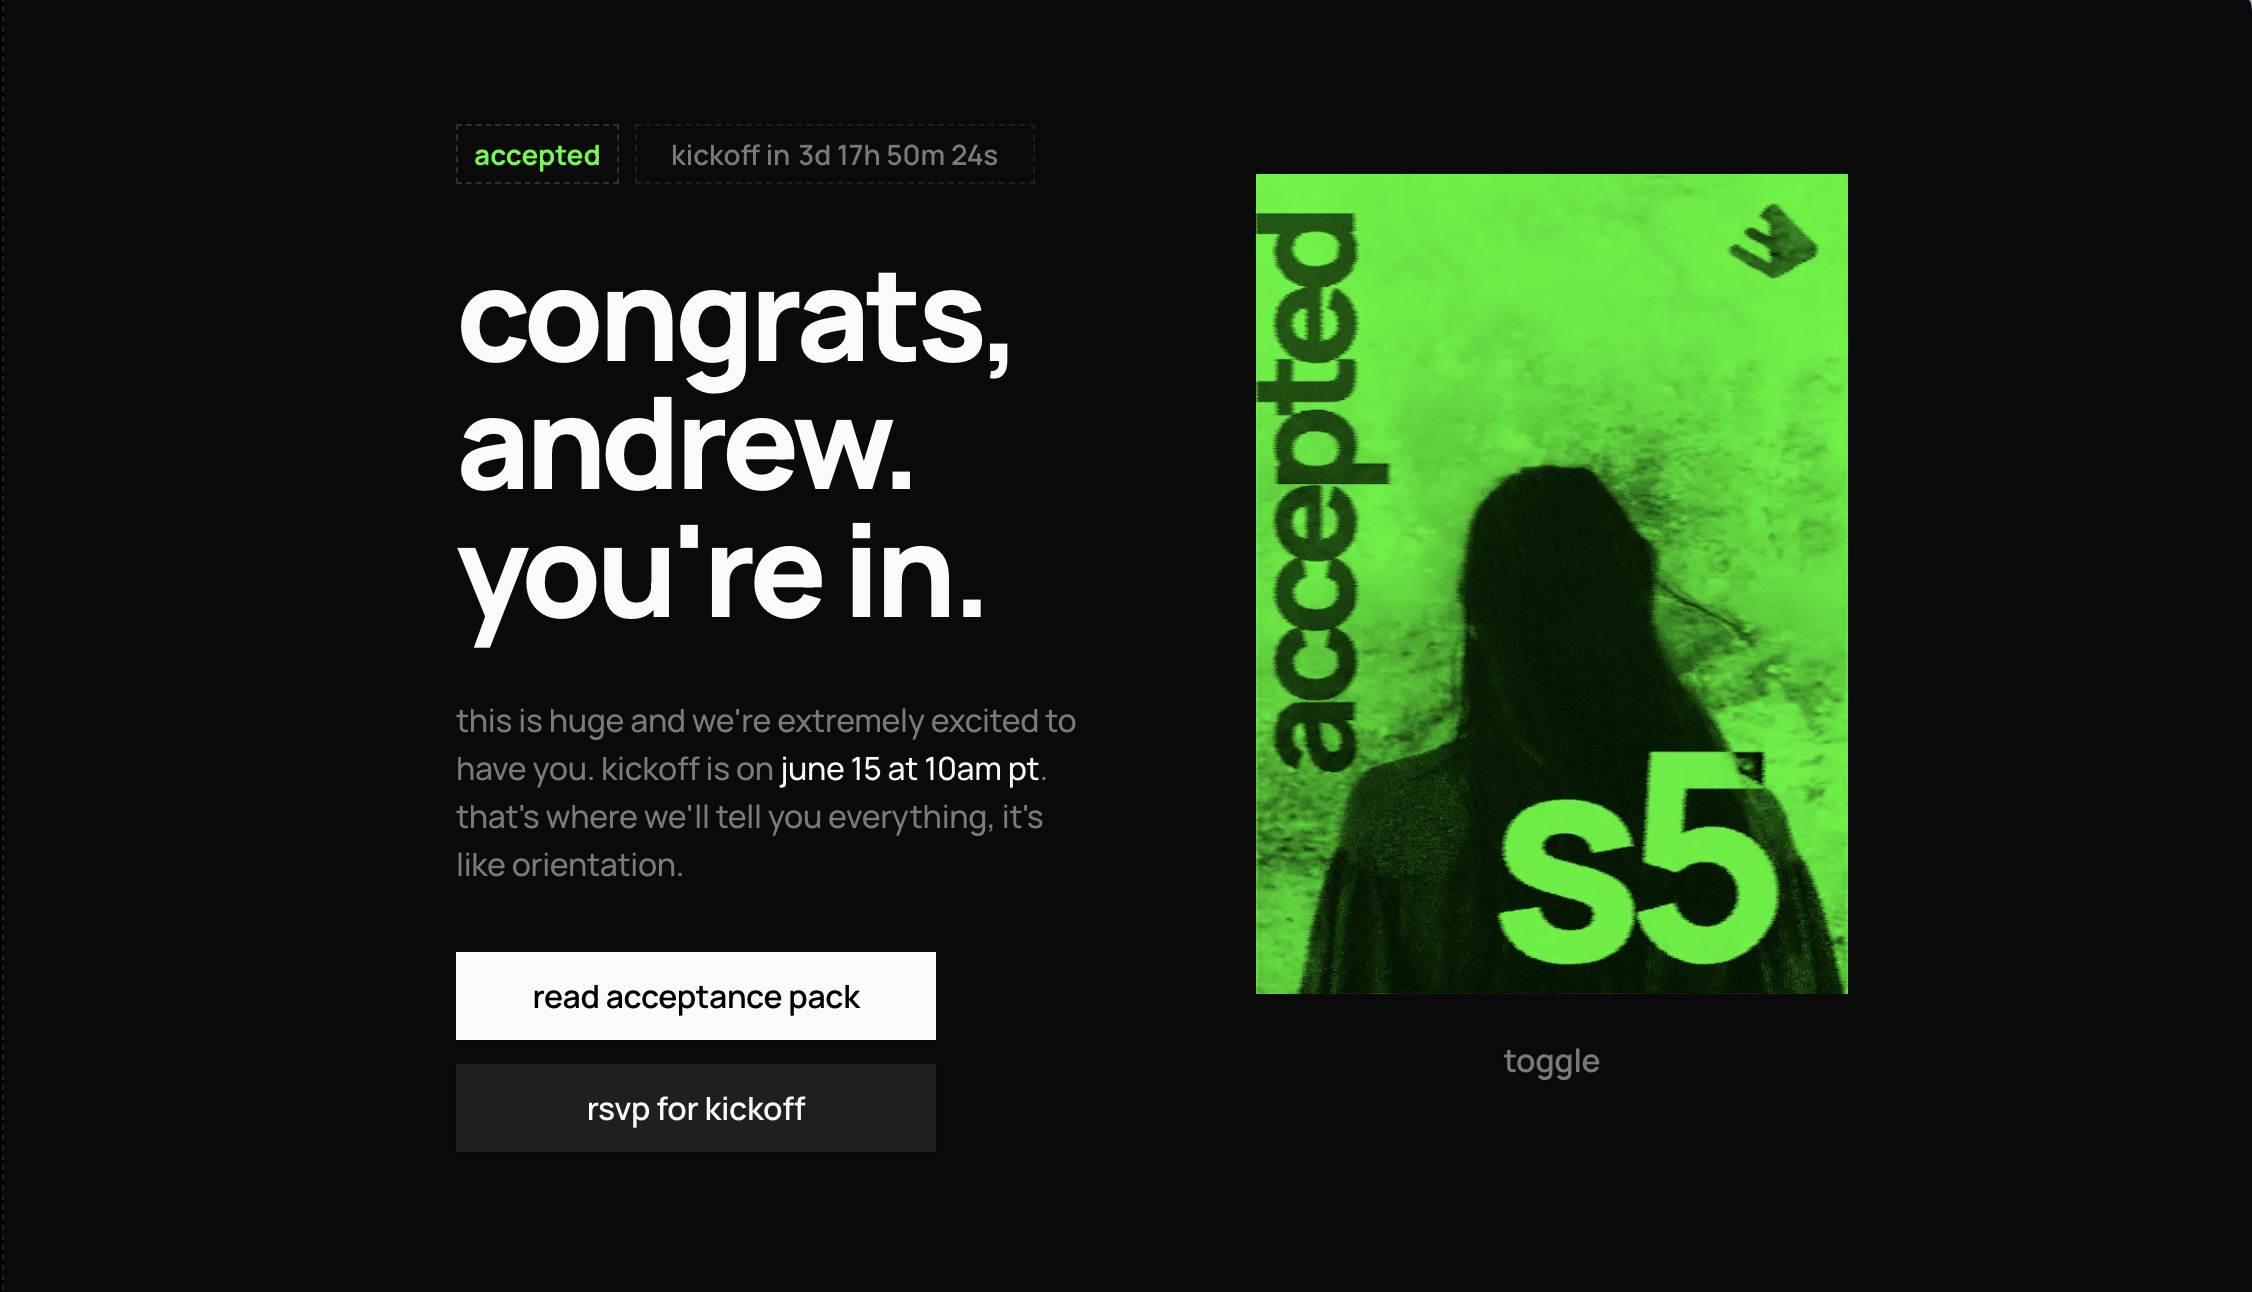 accepted
kickoff in 3d 17h 50m 24s
congrats,
andrew.
you're in.
this is huge and we're extremely excited to
have you. kickoff is on june 15 at 10am pt.
that's where we'll tell you everything, it's
like orientation.
read acceptance pack
rsvp for kickoff
accepted
s5
toggle